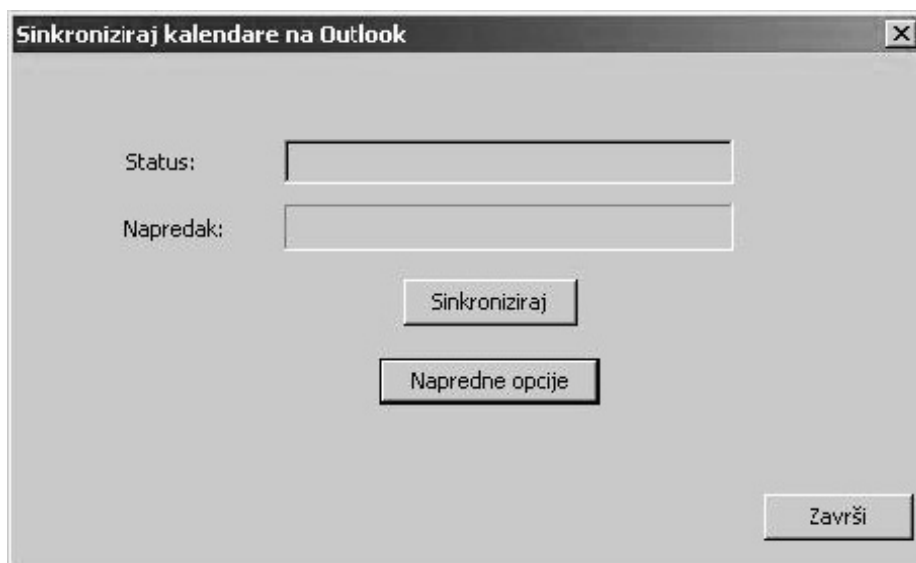 Sinkroniziraj kalendare na Outlook
Status:
Napredak:
Sinkroniziraj
Napredne opcije
Završi